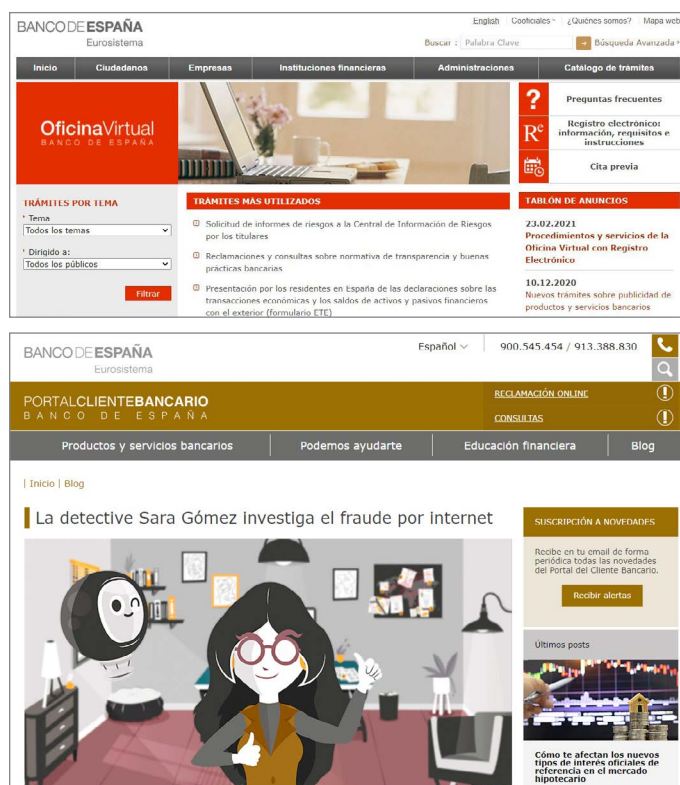 BANCODEESPAÑA
Eurosistema
English Cooficiales ¿Quiénes somos? Mapa web
Buscar : Palabra Clave Búsqueda Avanzada
Inicio Ciudadanos Empresas Instituciones financieras Administraciones Catálogo de trámites
OficinaVirtual
BANCO DE ESPAÑA
? Preguntas frecuentes
Re Registro electrónico:
información, requisitos e
instrucciones
Cita previa
TRÁMITES POR TEMA
Tema
Todos los temas
Dirigido a:
Todos los públicos
Filtrar
TRÁMITES MÁS UTILIZADOS
Solicitud de informes de riesgos a la Central de Información de Riesgos
por los titulares
Reclamaciones y consultas sobre normativa de transparencia y buenas
prácticas bancarias
Presentación por los residentes en España de las declaraciones sobre las
transacciones económicas y los saldos de activos y pasivos financieros
con el exterior (formulario ETE)
TABLÓN DE ANUNCIOS
23.02.2021
Procedimientos y servicios de la
Oficina Virtual con Registro
Electrónico
10.12.2020
Nuevos trámites sobre publicidad de
productos y servicios bancarios
BANCODEESPAÑA
Eurosistema
Español 900.545.454 / 913.388.830
PORTALCLIENTEBANCARIO
BANCO DE ESPAÑA
RECLAMACIÓN ONLINE
CONSULTAS
Productos y servicios bancarios Podemos ayudarte Educación financiera Blog
| Inicio | Blog
La detective Sara Gómez investiga el fraude por internet
SUSCRIPCIÓN A NOVEDADES
Recibe en tu email de forma
periódica todas las novedades
del Portal del Cliente Bancario.
Recibir alertas
Últimos posts
Cómo te afectan los nuevos
tipos de interés oficiales de
referencia en el mercado
hipotecario